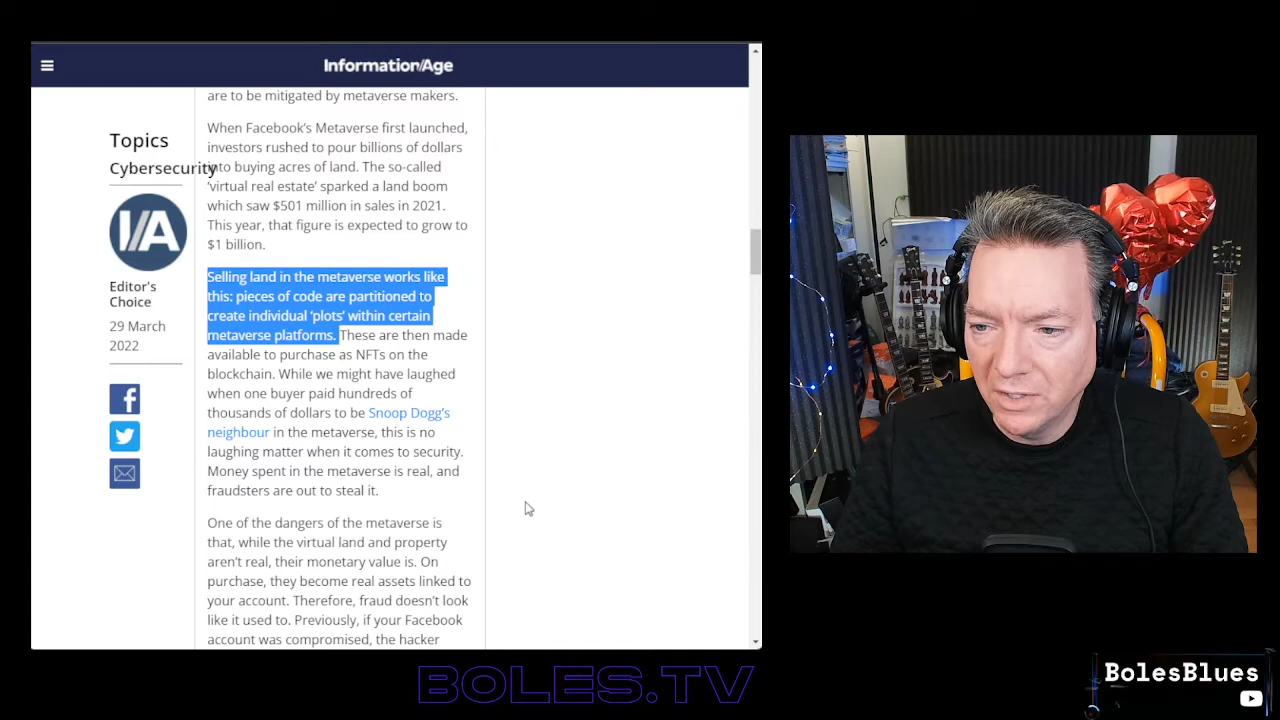 Information/Age
Topics
Cybersecurity
I/A
Editor's
Choice
29 March
2022
are to be mitigated by metaverse makers.
When Facebook's Metaverse first launched,
investors rushed to pour billions of dollars
into buying acres of land. The so-called
‘virtual real estate’ sparked a land boom
which saw $501 million in sales in 2021.
This year, that figure is expected to grow to
$1 billion.
Selling land in the metaverse works like
this: pieces of code are partitioned to
create individual ‘plots’ within certain
metaverse platforms. These are then made
available to purchase as NFTs on the
blockchain. While we might have laughed
when one buyer paid hundreds of
thousands of dollars to be Snoop Dogg’s
neighbour in the metaverse, this is no
laughing matter when it comes to security.
Money spent in the metaverse is real, and
fraudsters are out to steal it.
One of the dangers of the metaverse is
that, while the virtual land and property
aren’t real, their monetary value is. On
purchase, they become real assets linked to
your account. Therefore, fraud doesn’t look
like it used to. Previously, if your Facebook
account was compromised, the hacker
BOLES.TV
BolesBlues